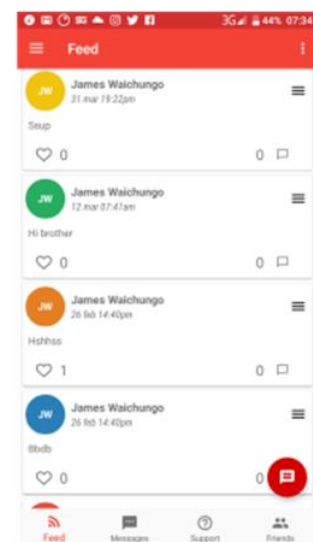 3G 44% 07:34
Feed
JW James Waichungo
31 mar 19:22pm
Ssup
0 0
JW James Waichungo
12 mar 07:41am
Hi brother
0 0
JW James Waichungo
26 feb 14:40pm
Hshhss
1 0
JW James Waichungo
26 feb 14:40pm
Bbdb
0 0
Feed Messages Support Friends